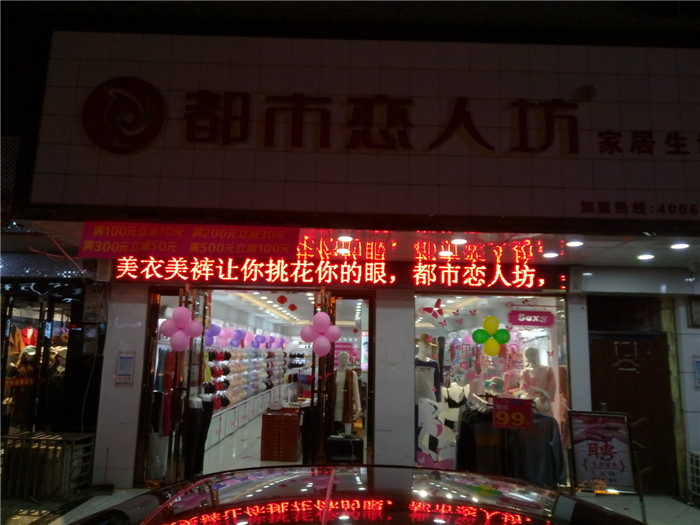 都市恋人坊
家居生
加盟热线:4006
满100元立减10元 满200元立减30元
满300元立减50元 满500元立减100元
美衣美裤让你挑花你的眼，都市恋人坊，
Sexy
99
聘